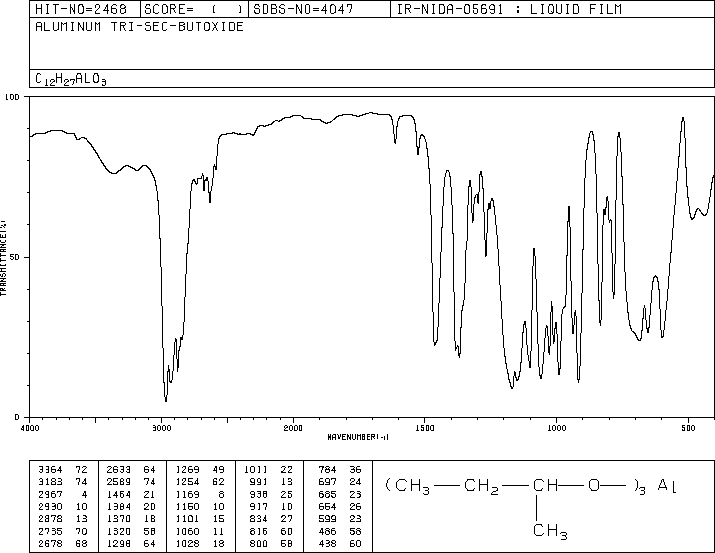 HIT-NO=2468 SCORE= ( ) SDBS-NO=4047 IR-NIDA-05691 : LIQUID FILM
ALUMINUM TRI-SEC-BUTOXIDE
C12H27ALO3
100
50
0
TRANSMITTANCE(%)
4000 3000 2000 1500 1000 500
WAVENUMBER(-1)
3364 72 2633 64 1269 49 1011 22 784 36
3183 74 2589 74 1254 62 991 13 697 24
2967 4 1464 21 1169 8 938 25 685 23
2930 10 1384 20 1150 10 917 10 654 26
2878 13 1370 18 1101 15 834 27 599 23
2735 70 1320 58 1060 11 816 60 486 58
2678 68 1298 64 1028 18 800 58 438 60
(CH3—CH2—CH—O—)3 Al
CH3